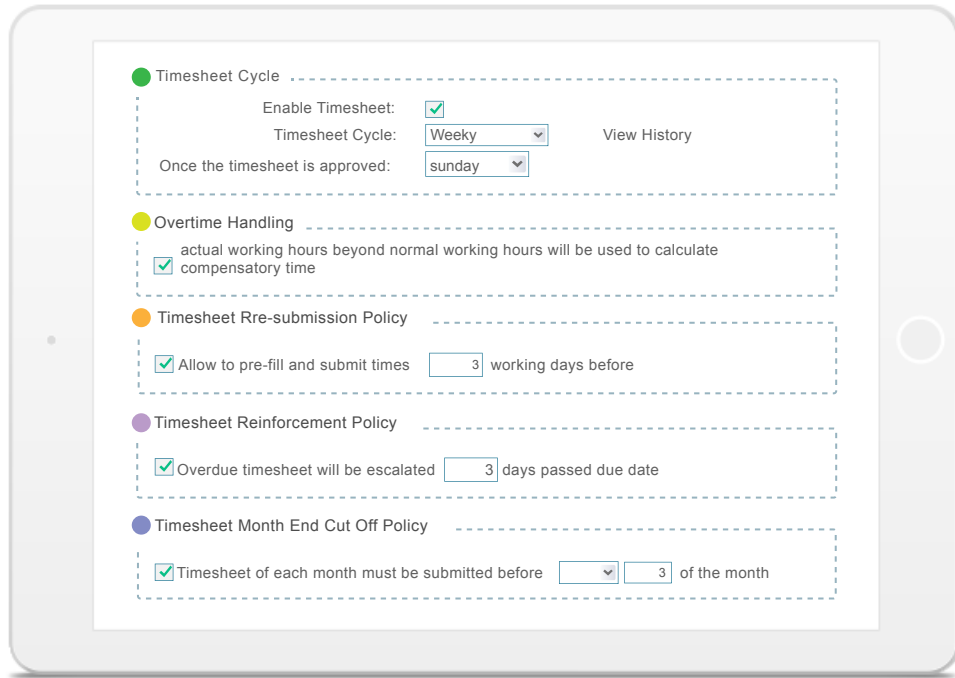 Timesheet Cycle
Enable Timesheet:
Timesheet Cycle: Weeky View History
Once the timesheet is approved: sunday
Overtime Handling
actual working hours beyond normal working hours will be used to calculate
compensatory time
Timesheet Rre-submission Policy
Allow to pre-fill and submit times 3 working days before
Timesheet Reinforcement Policy
Overdue timesheet will be escalated 3 days passed due date
Timesheet Month End Cut Off Policy
Timesheet of each month must be submitted before 3 of the month